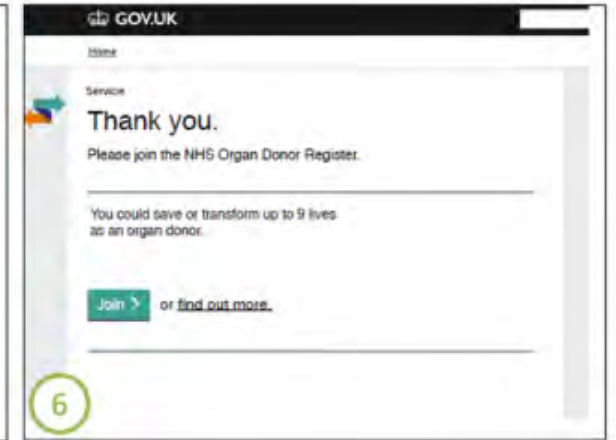 GOV.UK
Home
Service
Thank you.
Please join the NHS Organ Donor Register.
You could save or transform up to 9 lives
as an organ donor.
Join > or find out more.
6